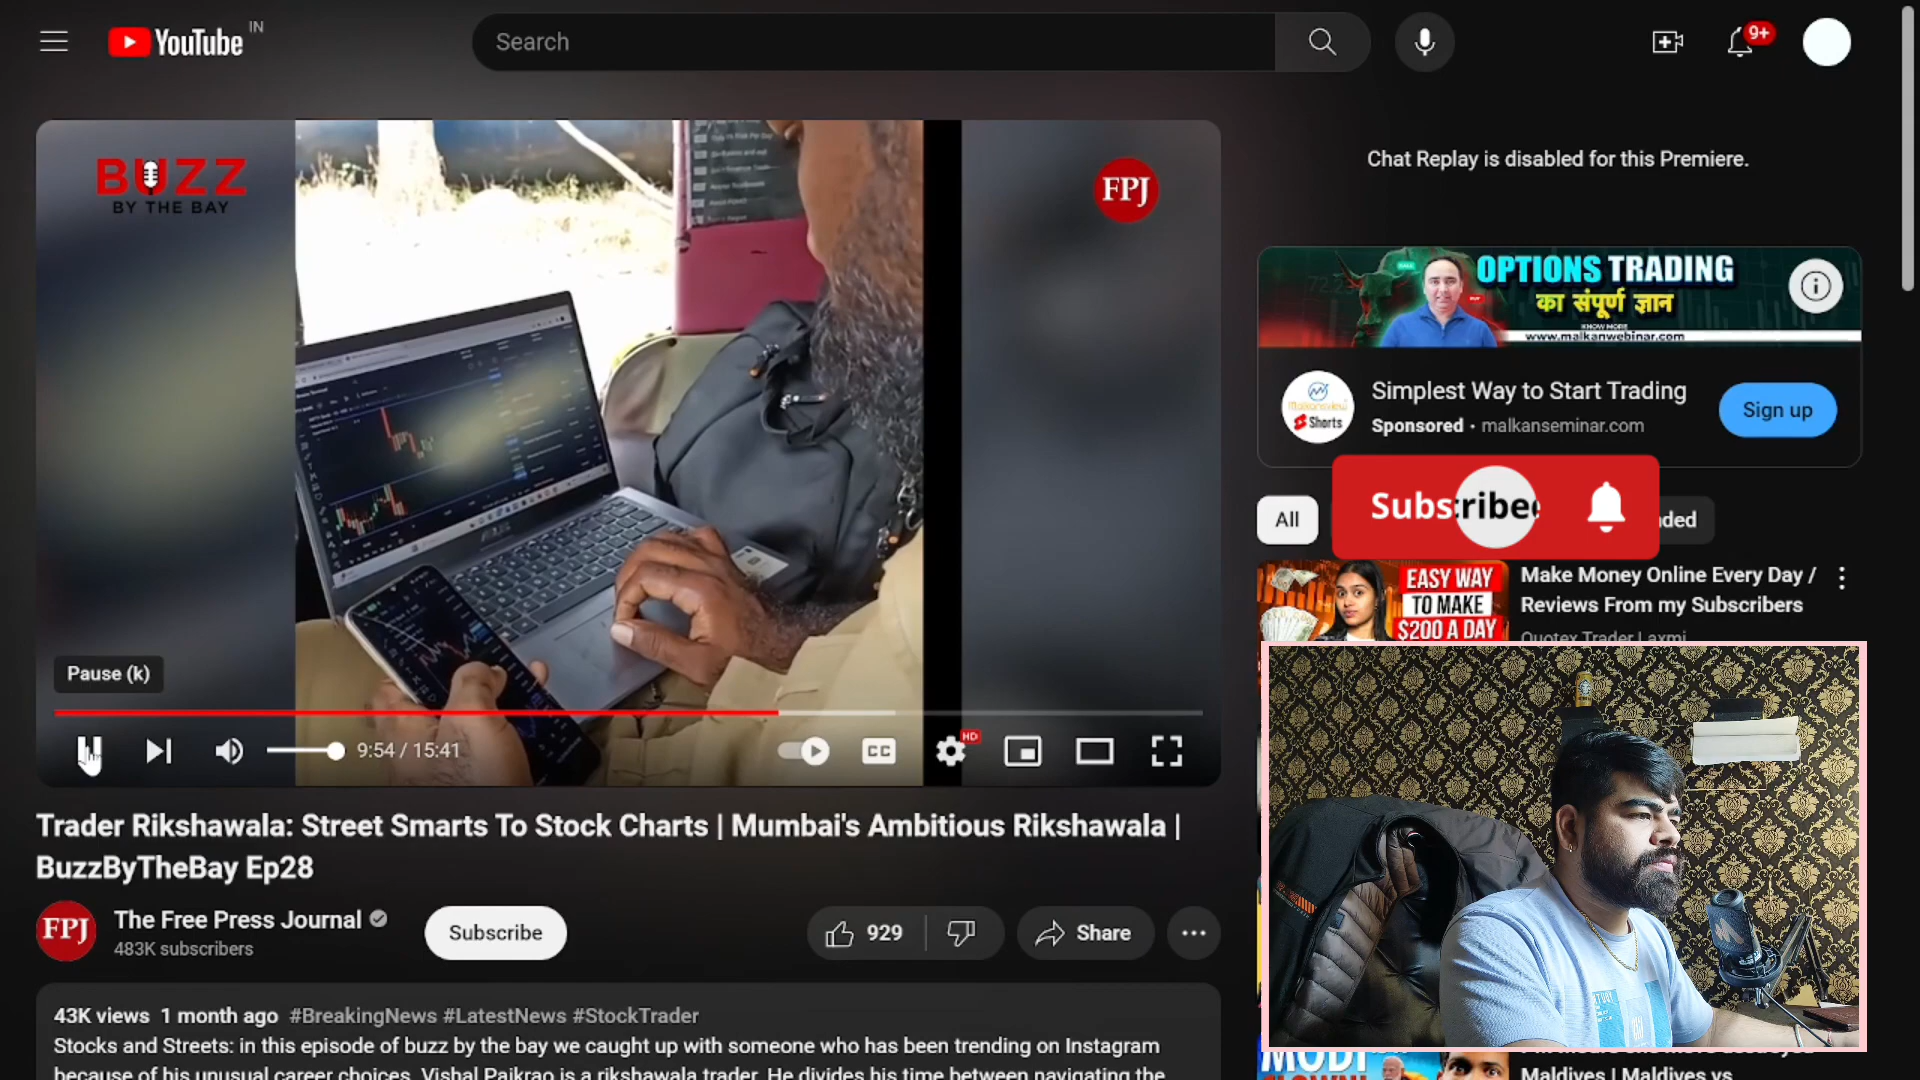 YouTube IN
Search
9+
BUZZ
BY THE BAY
FPJ
Pause (k)
9:54 / 15:41
CC
HD
Trader Rikshawala: Street Smarts To Stock Charts | Mumbai's Ambitious Rikshawala |
BuzzByTheBay Ep28
FPJ
The Free Press Journal
483K subscribers
Subscribe
929
Share
43K views 1 month ago #BreakingNews #LatestNews #StockTrader
Stocks and Streets: in this episode of buzz by the bay we caught up with someone who has been trending on Instagram
because of his unusual career choices. Vishal Paikrao is a rikshawala trader. He divides his time between navigating the
Chat Replay is disabled for this Premiere.
OPTIONS TRADING
का संपूर्ण ज्ञान
KNOW MORE
www.malkanwebinar.com
Simplest Way to Start Trading
Sponsored • malkanseminar.com
Shorts
Sign up
All
Subscribed
EASY WAY
TO MAKE
$200 A DAY
Make Money Online Every Day /
Reviews From my Subscribers
Quotex Trader Laxmi
MODI
Maldives | Maldives vs